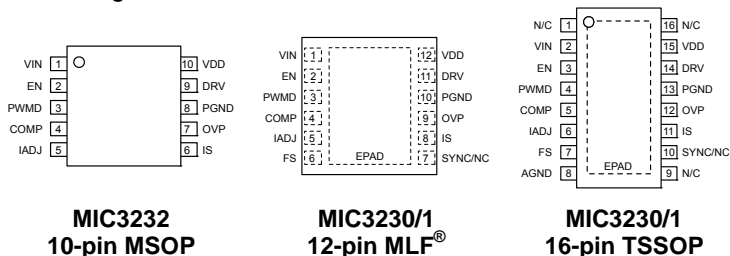 VIN 1 10 VDD
EN 2 9 DRV
PWMD 3 8 PGND
COMP 4 7 OVP
IADJ 5 6 IS
MIC3232
10-pin MSOP
VIN 1 12 VDD
EN 2 11 DRV
PWMD 3 10 PGND
COMP 4 9 OVP
IADJ 5 8 IS
FS 6 EPAD 7 SYNC/NC
MIC3230/1
12-pin MLF®
N/C 1 16 N/C
VIN 2 15 VDD
EN 3 14 DRV
PWMD 4 13 PGND
COMP 5 12 OVP
IADJ 6 11 IS
FS 7 10 SYNC/NC
AGND 8 EPAD 9 N/C
MIC3230/1
16-pin TSSOP